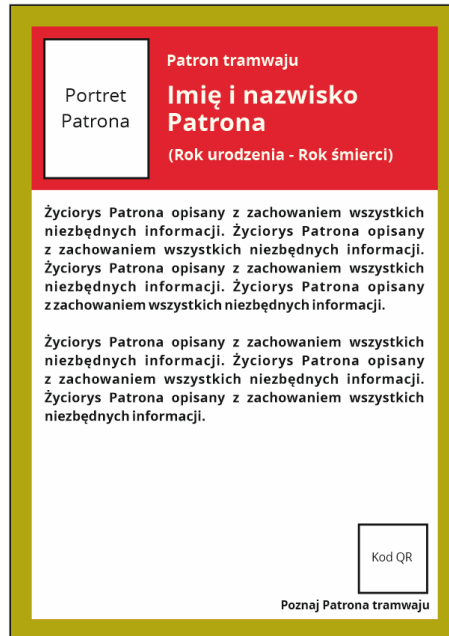 Portret
Patrona
Patron tramwaju
Imię i nazwisko
Patrona
(Rok urodzenia - Rok śmierci)
Życiorys Patrona opisany z zachowaniem wszystkich
niezbędnych informacji. Życiorys Patrona opisany
z zachowaniem wszystkich niezbędnych informacji.
Życiorys Patrona opisany z zachowaniem wszystkich
niezbędnych informacji. Życiorys Patrona opisany
z zachowaniem wszystkich niezbędnych informacji.
Życiorys Patrona opisany z zachowaniem wszystkich
niezbędnych informacji. Życiorys Patrona opisany
z zachowaniem wszystkich niezbędnych informacji.
Życiorys Patrona opisany z zachowaniem wszystkich
niezbędnych informacji.
Kod QR
Poznaj Patrona tramwaju